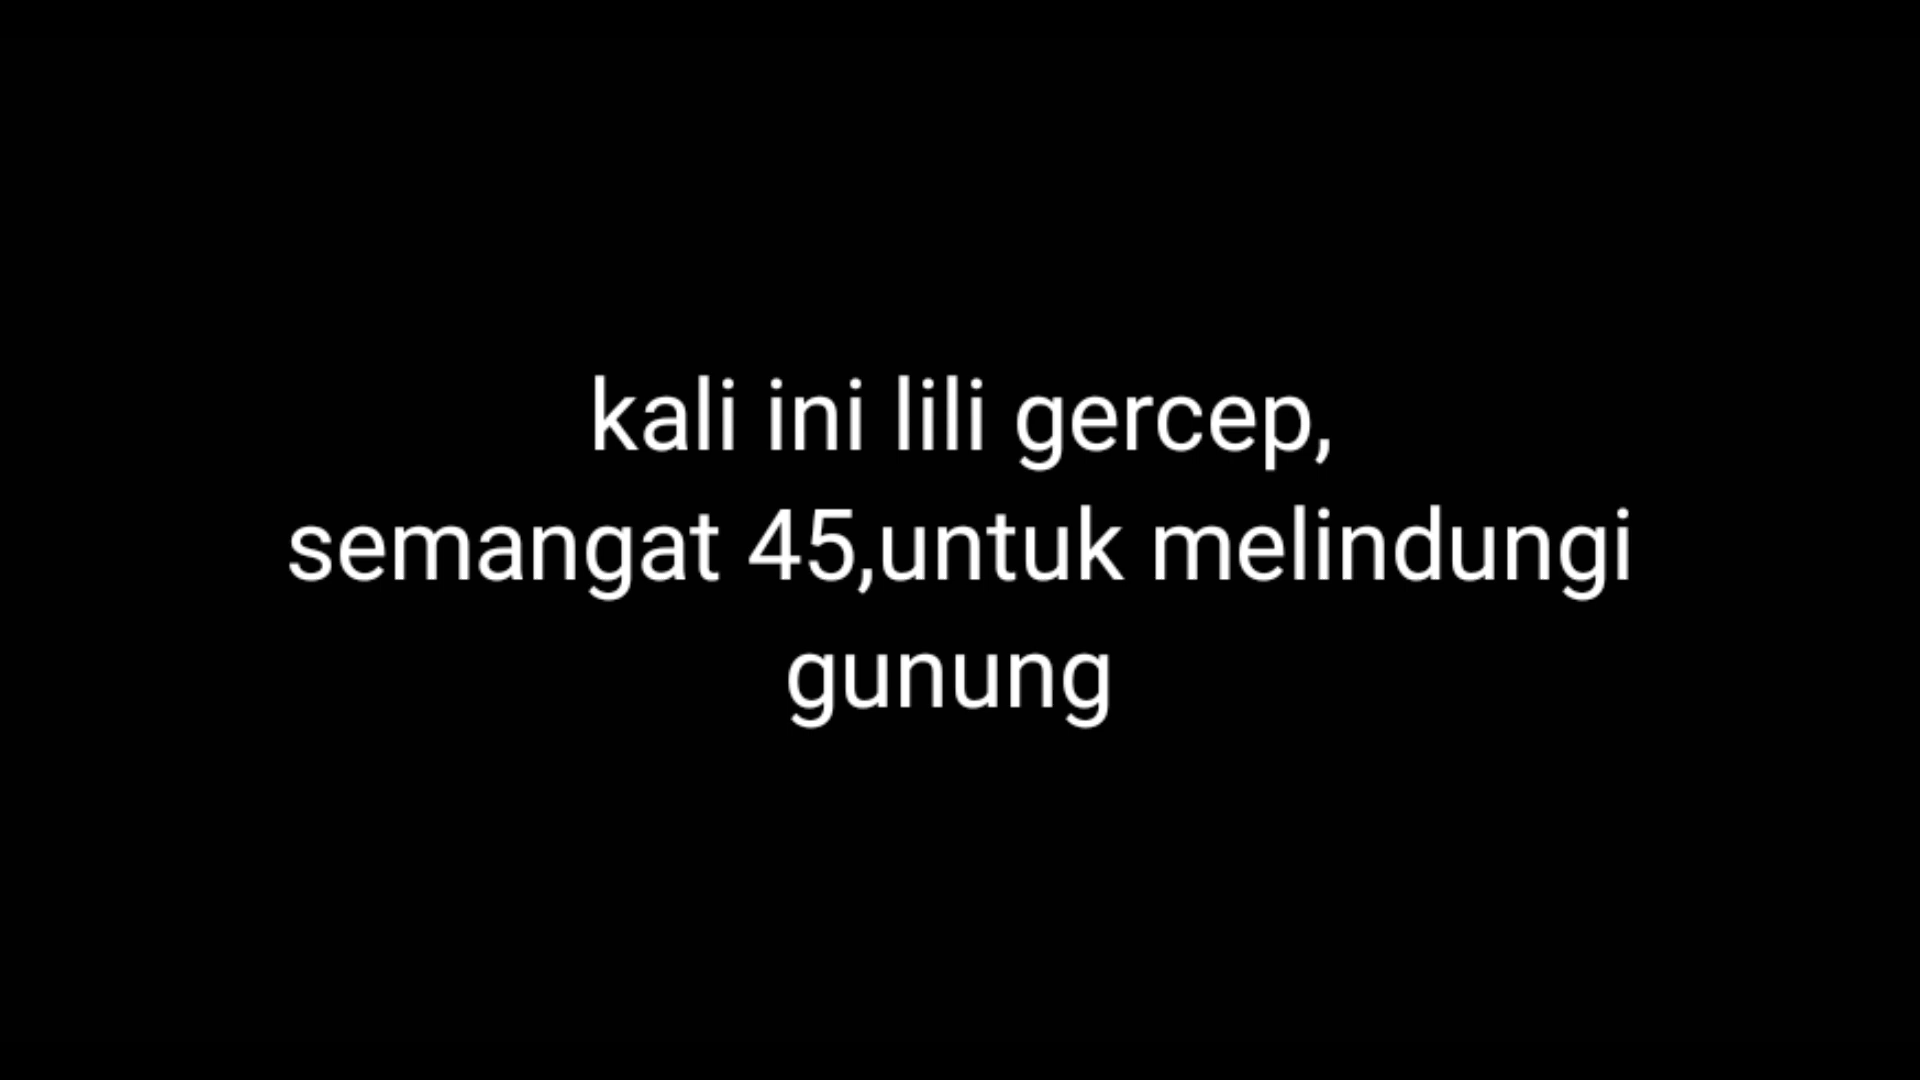 kali ini lili gercep,
semangat 45,untuk melindungi
gunung